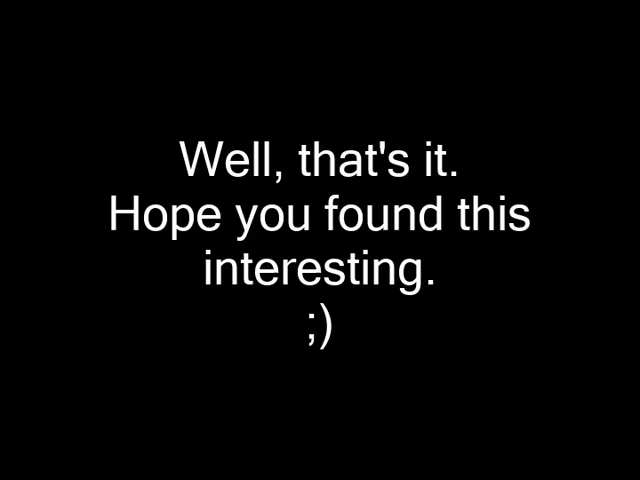 Well, that's it.
Hope you found this
interesting.
;)